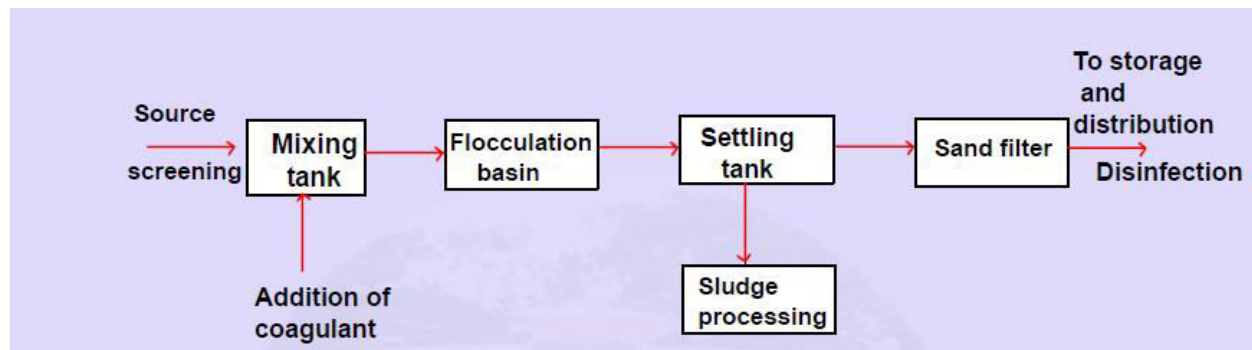 Source
screening
Mixing
tank
Addition of
coagulant
Flocculation
basin
Settling
tank
Sludge
processing
Sand filter
To storage
and
distribution
Disinfection